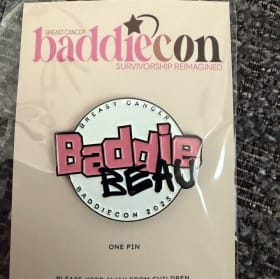 BREAST CANCER
baddiecon
SURVIVORSHIP REIMAGINED
BREAST CANCER
Baddie
BEAU
BADDIECON 2025
ONE PIN
PLEASE KEEP AWAY FROM CHILDREN